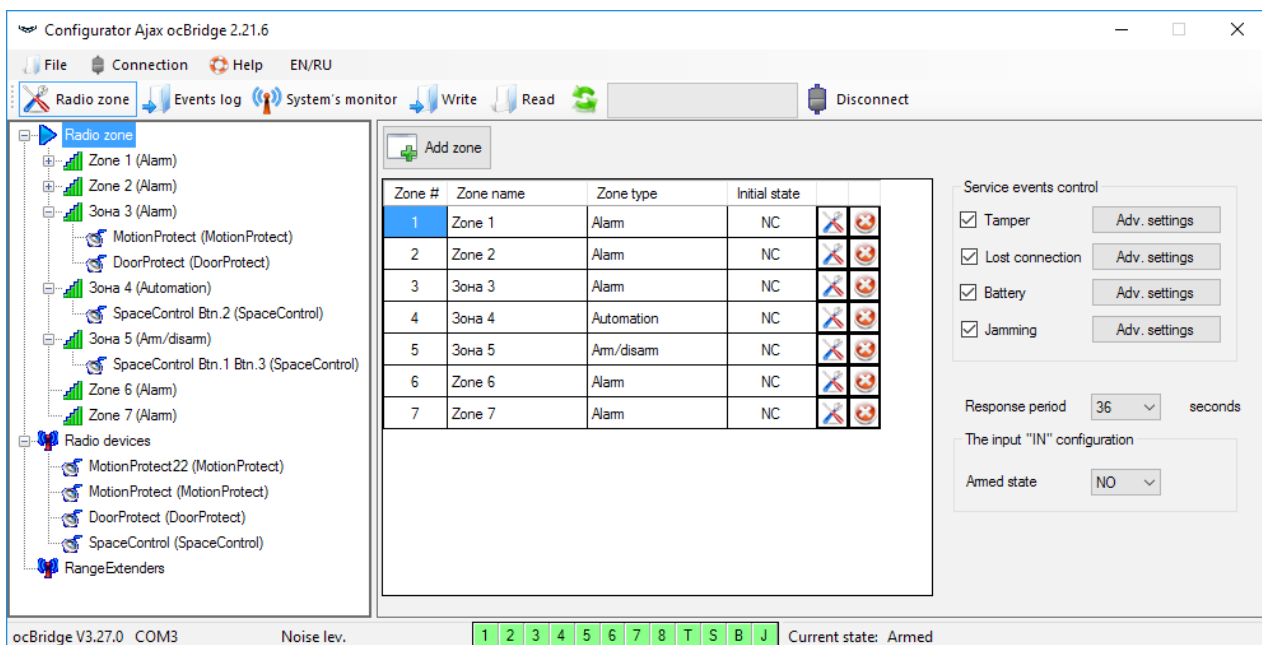 Configurator Ajax ocBridge 2.21.6
File Connection Help EN/RU
Radio zone Events log System's monitor Write Read Disconnect
Radio zone
Zone 1 (Alarm)
Zone 2 (Alarm)
Зона 3 (Alarm)
MotionProtect (MotionProtect)
DoorProtect (DoorProtect)
Зона 4 (Automation)
SpaceControl Btn.2 (SpaceControl)
Зона 5 (Arm/disarm)
SpaceControl Btn.1 Btn.3 (SpaceControl)
Zone 6 (Alarm)
Zone 7 (Alarm)
Radio devices
MotionProtect22 (MotionProtect)
MotionProtect (MotionProtect)
DoorProtect (DoorProtect)
SpaceControl (SpaceControl)
RangeExtenders
Add zone
Zone # Zone name Zone type Initial state
1 Zone 1 Alarm NC
2 Zone 2 Alarm NC
3 Зона 3 Alarm NC
4 Зона 4 Automation NC
5 Зона 5 Arm/disarm NC
6 Zone 6 Alarm NC
7 Zone 7 Alarm NC
Service events control
Tamper Adv. settings
Lost connection Adv. settings
Battery Adv. settings
Jamming Adv. settings
Response period 36 seconds
The input "IN" configuration
Armed state NO
ocBridge V3.27.0 COM3 Noise lev. 1 2 3 4 5 6 7 8 T S B J Current state: Armed